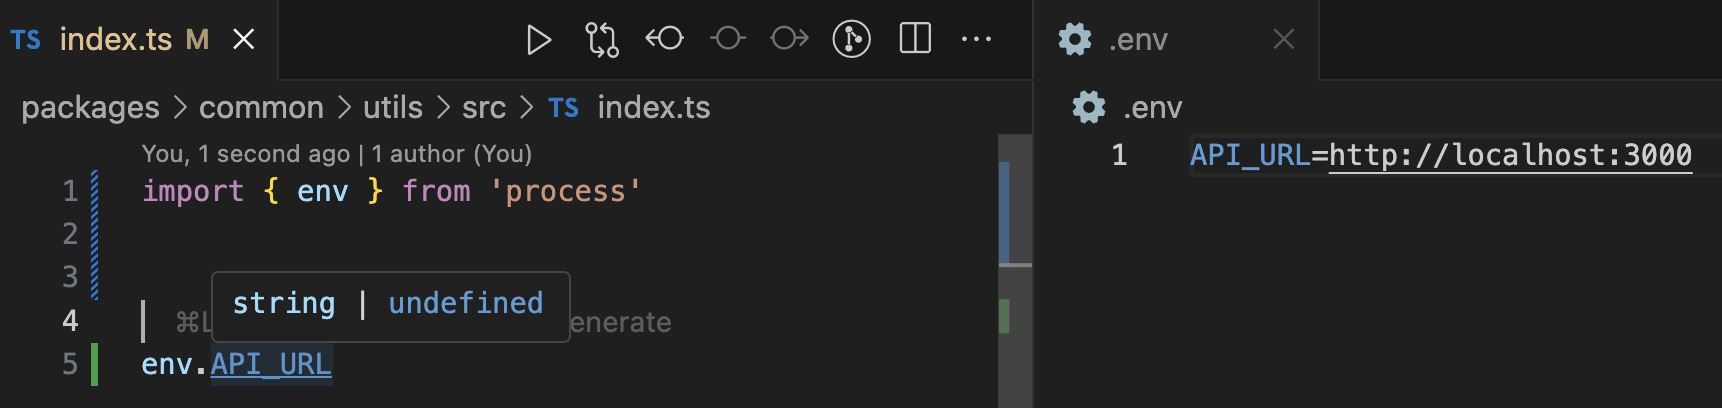 TS index.ts M
packages > common > utils > src > TS index.ts
You, 1 second ago | 1 author (You)
1 import { env } from 'process'
2
3
string | undefined
4 ⌘L enerate
5 env.API_URL
.env
.env
1 API_URL=http://localhost:3000